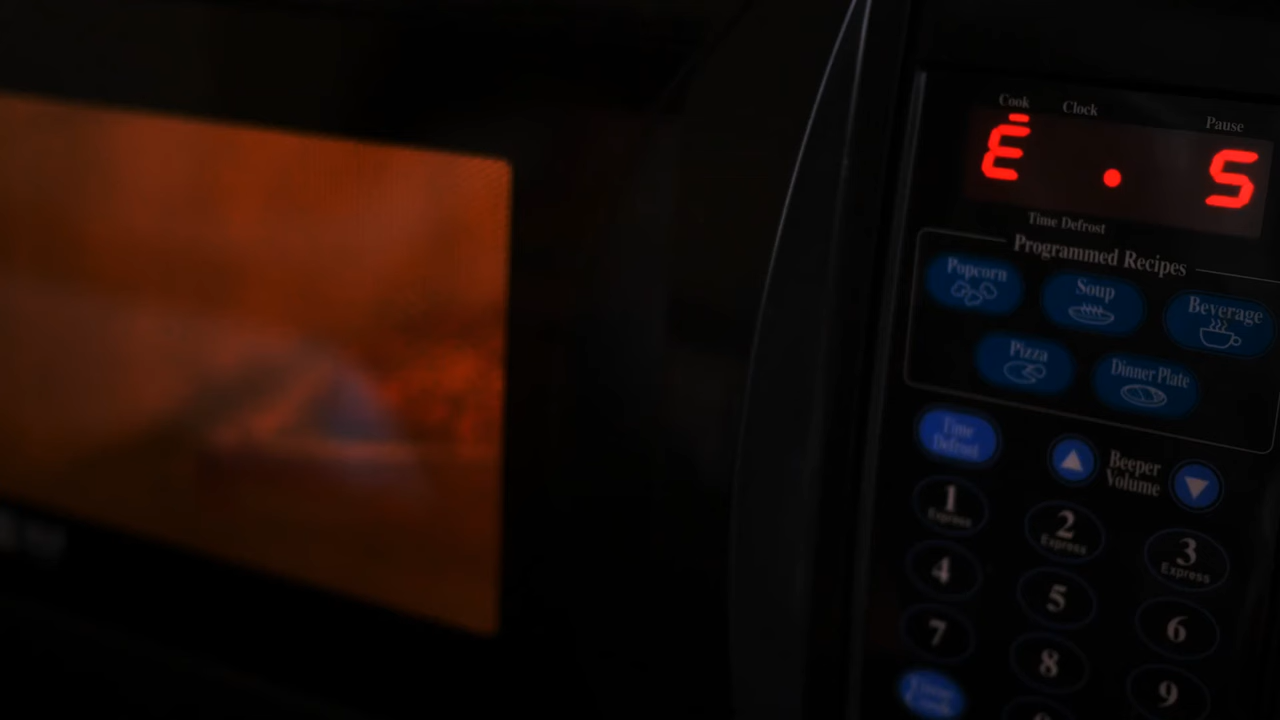 Cook Clock Pause
E . 5
Time Defrost
Programmed Recipes
Popcorn Soup Beverage
Pizza Dinner Plate
Time Defrost
Beeper Volume
1 Express 2 Express 3 Express
4 5 6
7 8 9